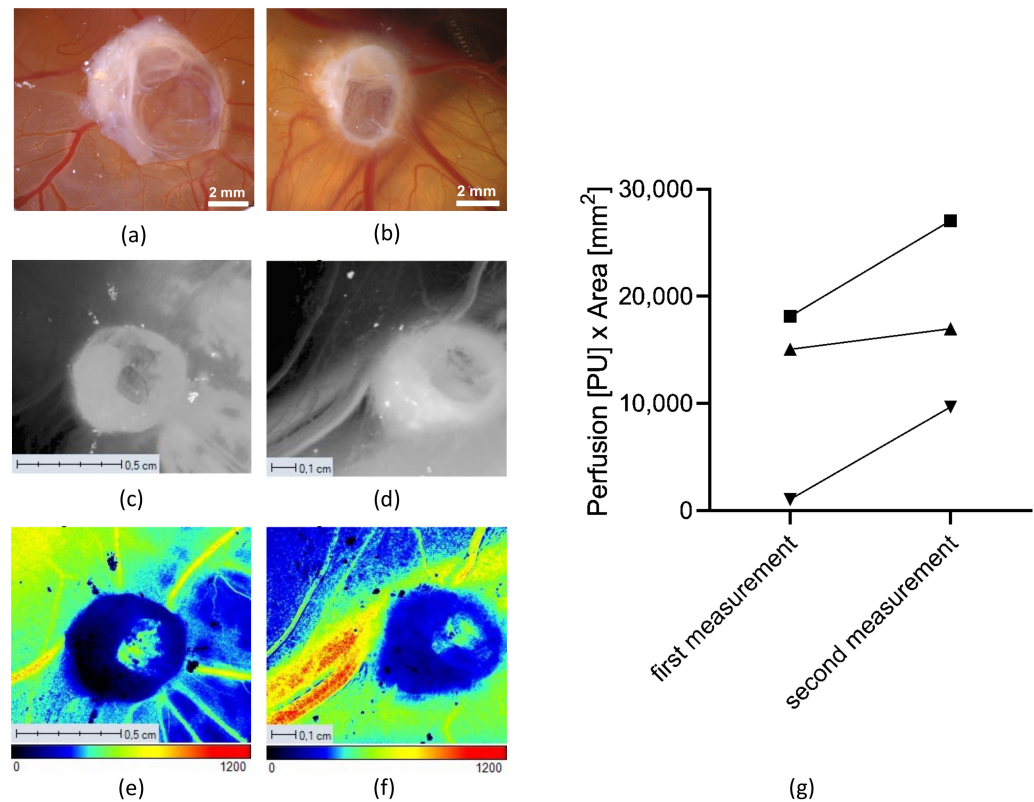 2 mm
2 mm
(a)
(b)
0,5 cm
0,1 cm
(c)
(d)
0,5 cm
0,1 cm
0
1200
0
1200
(e)
(f)
Perfusion [PU] x Area [mm2]
30,000
20,000
10,000
0
first measurement
second measurement
(g)